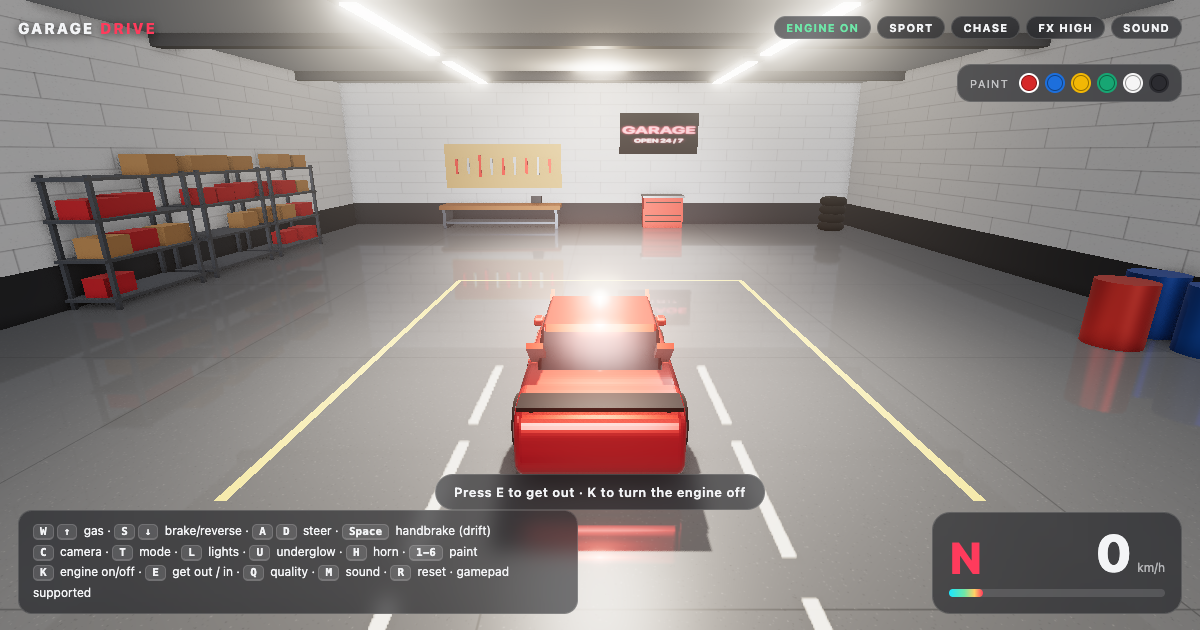 GARAGE DRIVE
ENGINE ON SPORT CHASE FX HIGH SOUND
PAINT
GARAGE
OPEN 24 / 7
Press E to get out · K to turn the engine off
W ↑ gas · S ↓ brake/reverse · A D steer · Space handbrake (drift)
C camera · T mode · L lights · U underglow · H horn · 1–6 paint
K engine on/off · E get out / in · Q quality · M sound · R reset · gamepad
supported
N 0 km/h